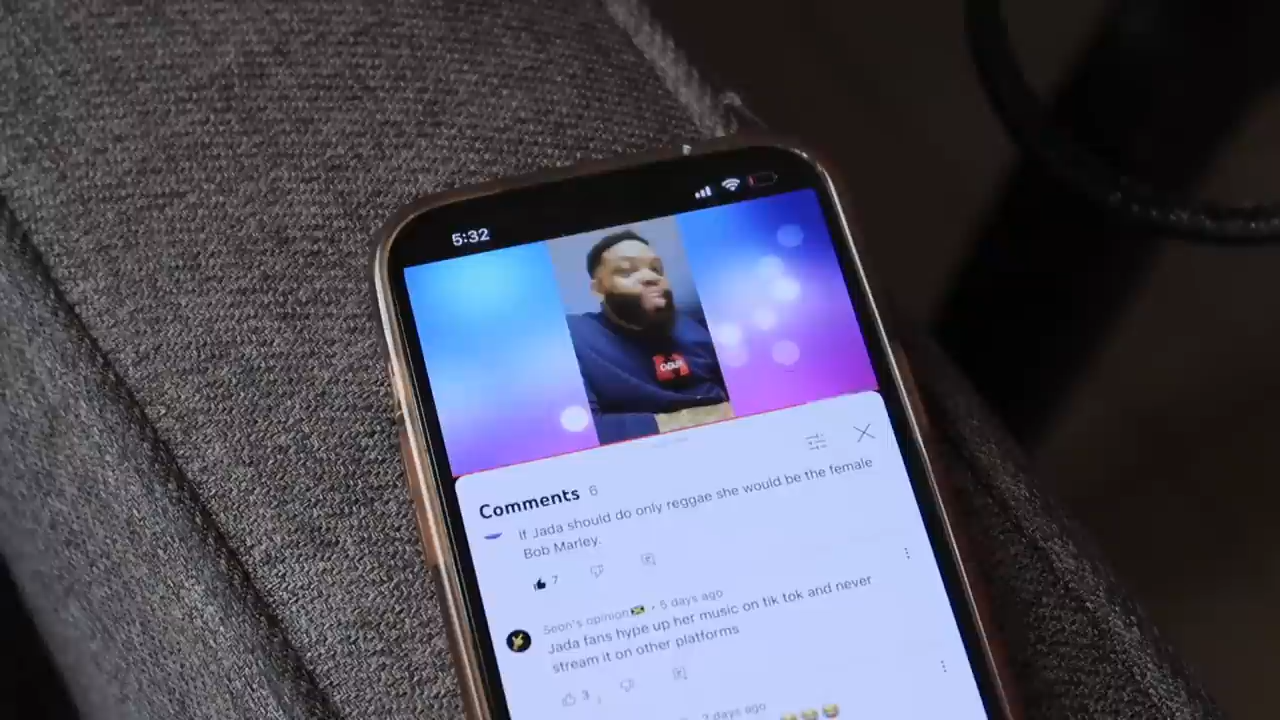 5:32
Comments 6
If Jada should do only reggae she would be the female
Bob Marley.
7
Seon's opinion🇯🇲 • 5 days ago
Jada fans hype up her music on tik tok and never
stream it on other platforms
3
days ago
😂😂😂